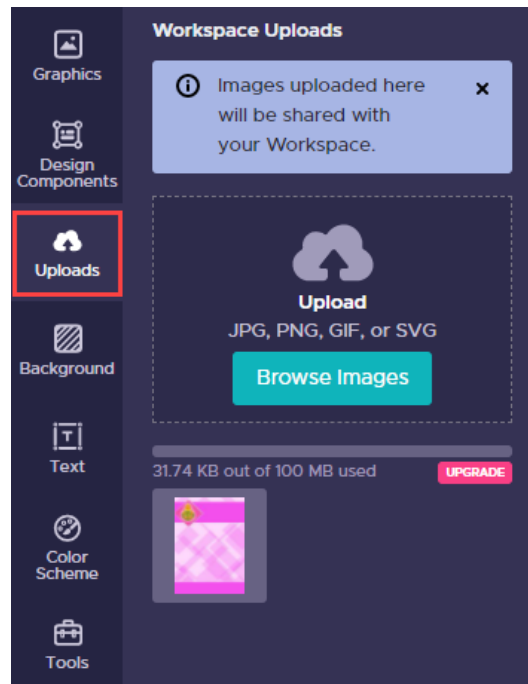 Graphics
Design
Components
Uploads
Background
Text
Color
Scheme
Tools
Workspace Uploads
Images uploaded here
will be shared with
your Workspace.
Upload
JPG, PNG, GIF, or SVG
Browse Images
31.74 KB out of 100 MB used
UPGRADE